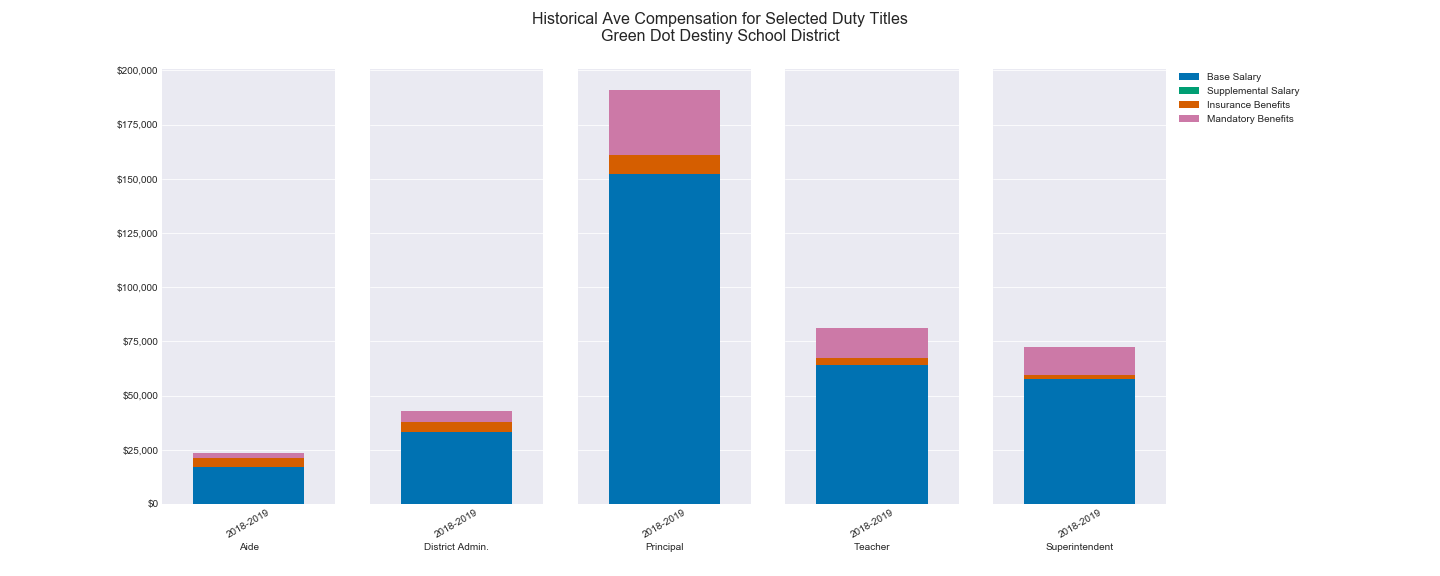 Historical Ave Compensation for Selected Duty Titles
Green Dot Destiny School District
$200,000
$175,000
$150,000
$125,000
$100,000
$75,000
$50,000
$25,000
$0
Base Salary
Supplemental Salary
Insurance Benefits
Mandatory Benefits
2018-2019
2018-2019
2018-2019
2018-2019
2018-2019
Aide
District Admin.
Principal
Teacher
Superintendent